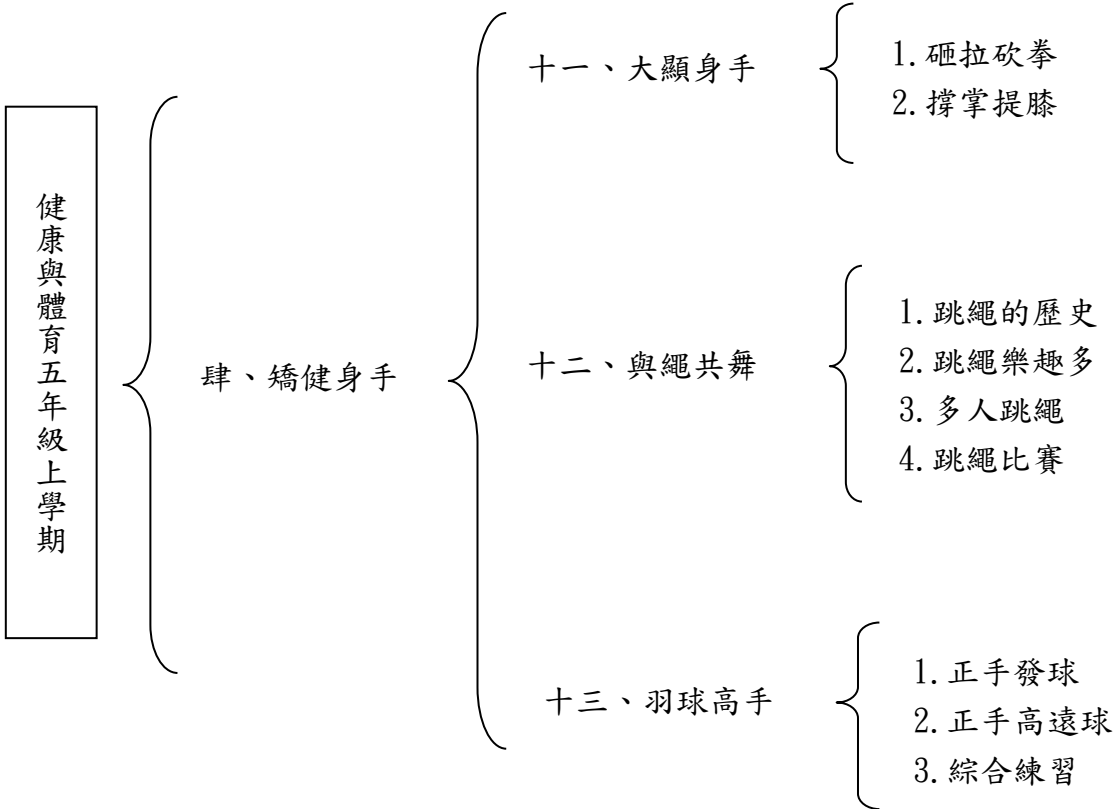 健康與體育五年級上學期
肆、矯健身手
十一、大顯身手
1.砸拉砍拳
2.撐掌提膝
十二、與繩共舞
1.跳繩的歷史
2.跳繩樂趣多
3.多人跳繩
4.跳繩比賽
十三、羽球高手
1.正手發球
2.正手高遠球
3.綜合練習